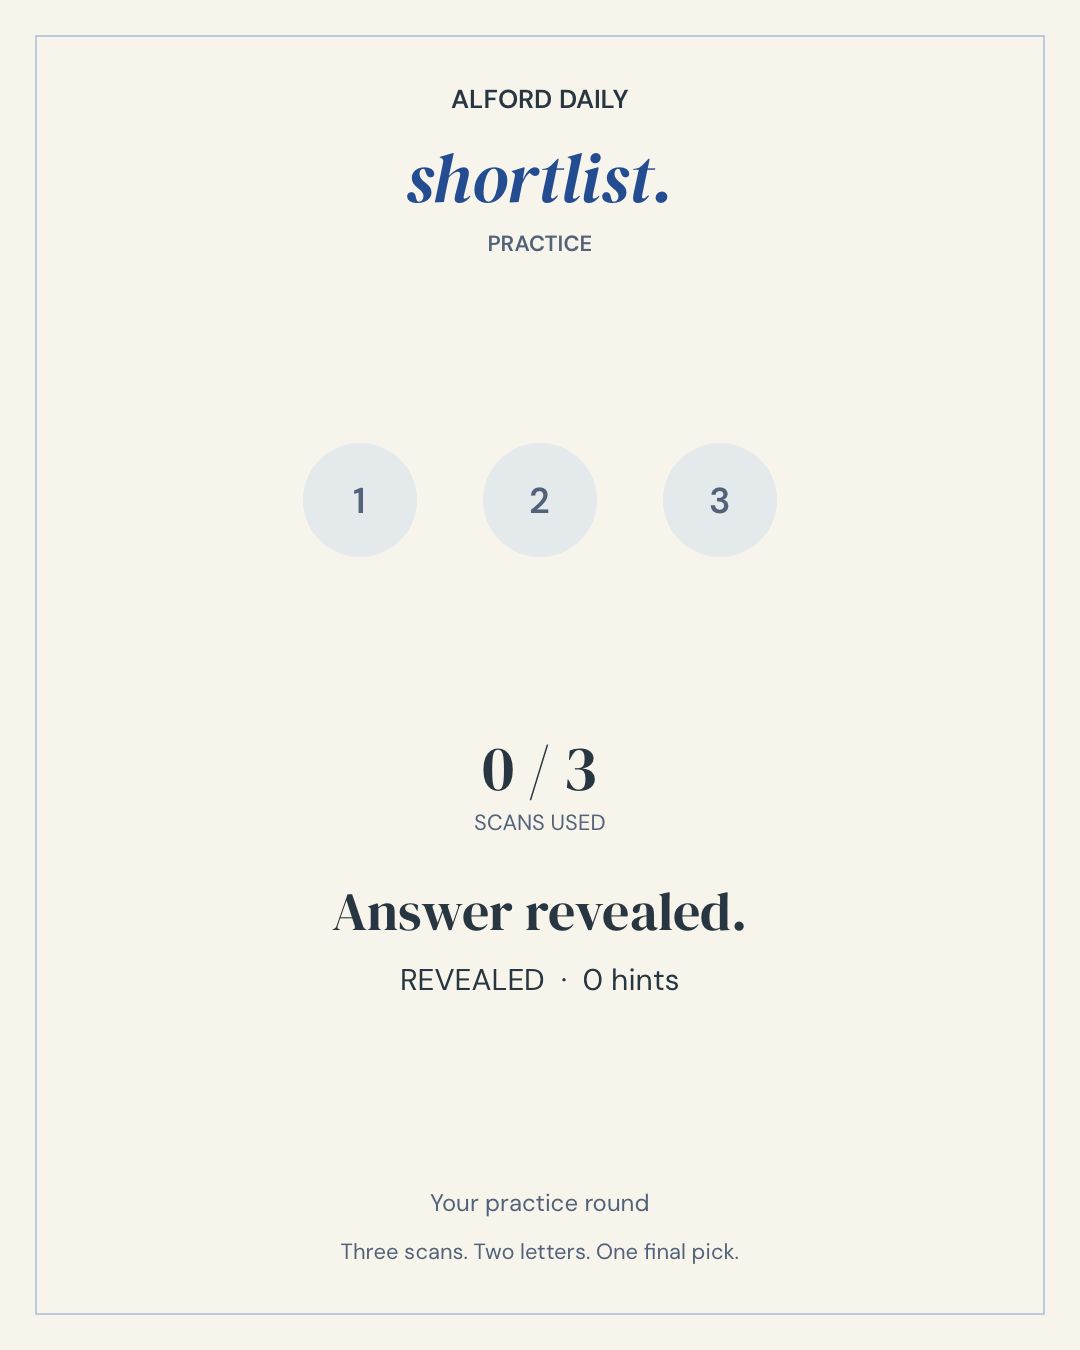 ALFORD DAILY
shortlist.
PRACTICE
1 2 3
0 / 3
SCANS USED
Answer revealed.
REVEALED · 0 hints
Your practice round
Three scans. Two letters. One final pick.